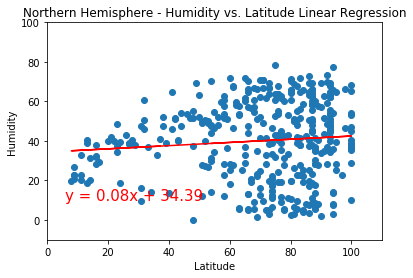 Northern Hemisphere - Humidity vs. Latitude Linear Regression
100
80
60
40
20
0
Humidity
y = 0.08x + 34.39
0 20 40 60 80 100
Latitude